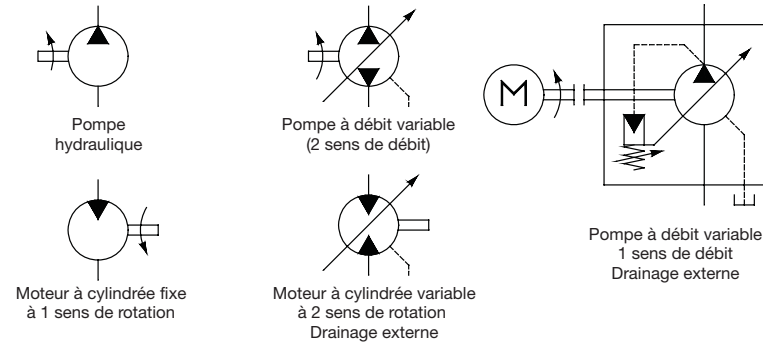 Pompe
hydraulique
Pompe à débit variable
(2 sens de débit)
M
Pompe à débit variable
1 sens de débit
Drainage externe
Moteur à cylindrée fixe
à 1 sens de rotation
Moteur à cylindrée variable
à 2 sens de rotation
Drainage externe